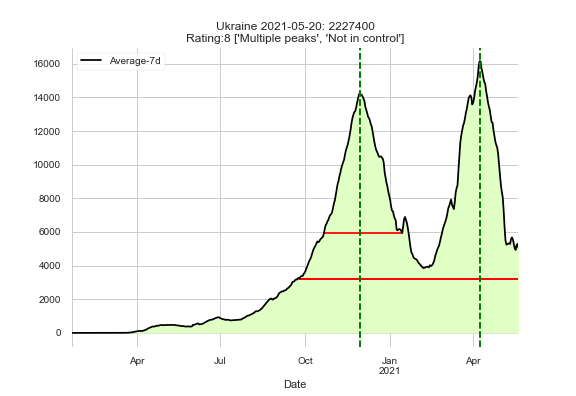 Ukraine 2021-05-20: 2227400
Rating:8 ['Multiple peaks', 'Not in control']
Average-7d
16000
14000
12000
10000
8000
6000
4000
2000
0
Apr
Jul
Oct
Jan
2021
Apr
Date